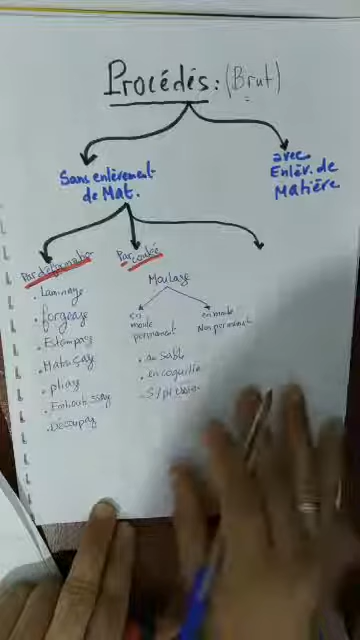 Procédés: (Brut)
Sans enlèvement
de Mat.
avec
Enlèv. de
Matière
Par déformation
. Laminage
. forgeage
. Estampage
. Matriçage
. pliage
. Emboutissage
. Découpage
Par coulée
Moulage
en
moule
permanent
en moule
Non permanent
. au sable
. en coquille
. S/pression